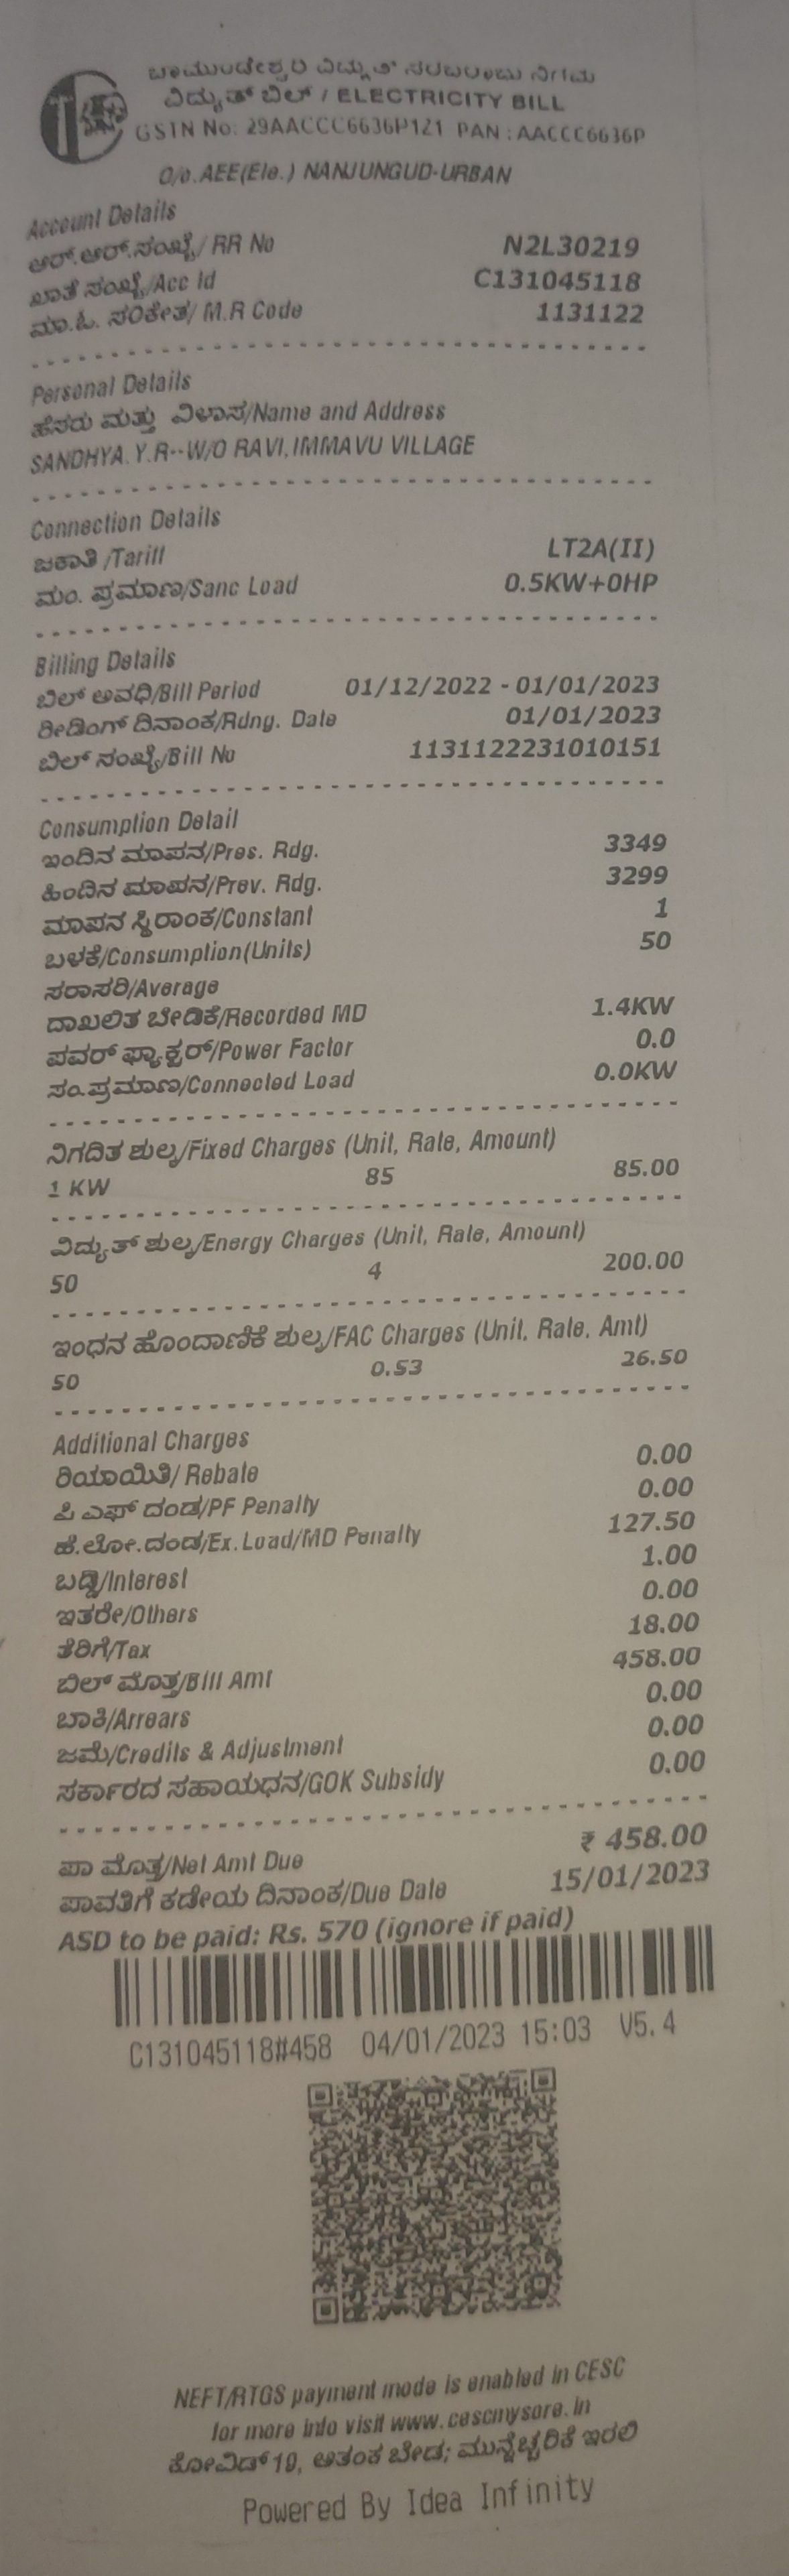 ಚಾಮುಂಡೇಶ್ವರಿ ವಿದ್ಯುತ್ ಸರಬರಾಜು ನಿಗಮ
ವಿದ್ಯುತ್ ಬಿಲ್ / ELECTRICITY BILL
GSTN No: 29AACCC6636P1Z1 PAN : AACCC6636P
O/o. AEE(Ele.) NANJUNGUD-URBAN
Account Details
ಆರ್.ಆರ್.ಸಂಖ್ಯೆ/ RR No N2L30219
ಖಾತೆ ಸಂಖ್ಯೆ/Acc Id C131045118
ಮಾ.ಓ. ಸಂಕೇತ/ M.R Code 1131122
Personal Details
ಹೆಸರು ಮತ್ತು ವಿಳಾಸ/Name and Address
SANDHYA. Y.R--W/O RAVI, IMMAVU VILLAGE
Connection Details
ಜಕಾತಿ /Tariff LT2A(II)
ಮಂ. ಪ್ರಮಾಣ/Sanc Load 0.5KW+0HP
Billing Details
ಬಿಲ್ ಅವಧಿ/Bill Period 01/12/2022 - 01/01/2023
ರೀಡಿಂಗ್ ದಿನಾಂಕ/Rdng. Date 01/01/2023
ಬಿಲ್ ಸಂಖ್ಯೆ/Bill No 1131122231010151
Consumption Detail
ಇಂದಿನ ಮಾಪನ/Pres. Rdg. 3349
ಹಿಂದಿನ ಮಾಪನ/Prev. Rdg. 3299
ಮಾಪನ ಸ್ಥಿರಾಂಕ/Constant 1
ಬಳಕೆ/Consumption(Units) 50
ಸರಾಸರಿ/Average
ದಾಖಲಿತ ಬೇಡಿಕೆ/Recorded MD 1.4KW
ಪವರ್ ಫ್ಯಾಕ್ಟರ್/Power Factor 0.0
ಸಂ.ಪ್ರಮಾಣ/Connected Load 0.0KW
ನಿಗದಿತ ಶುಲ್ಕ/Fixed Charges (Unit, Rate, Amount)
1 KW 85 85.00
ವಿದ್ಯುತ್ ಶುಲ್ಕ/Energy Charges (Unit, Rate, Amount)
50 4 200.00
ಇಂಧನ ಹೊಂದಾಣಿಕೆ ಶುಲ್ಕ/FAC Charges (Unit, Rate, Amt)
50 0.53 26.50
Additional Charges
ರಿಯಾಯಿತಿ/ Rebate 0.00
ಪಿ ಎಫ್ ದಂಡ/PF Penalty 0.00
ಹೆ.ಲೋ.ದಂಡ/Ex. Load/MD Penalty 127.50
ಬಡ್ಡಿ/Interest 1.00
ಇತರೇ/Others 0.00
ತೆರಿಗೆ/Tax 18.00
ಬಿಲ್ ಮೊತ್ತ/Bill Amt 458.00
ಬಾಕಿ/Arrears 0.00
ಜಮೆ/Credits & Adjustment 0.00
ಸರ್ಕಾರದ ಸಹಾಯಧನ/GOK Subsidy 0.00
ಪಾ ಮೊತ್ತ/Net Amt Due ₹ 458.00
ಪಾವತಿಗೆ ಕಡೇಯ ದಿನಾಂಕ/Due Date 15/01/2023
ASD to be paid: Rs. 570 (ignore if paid)
C131045118#458 04/01/2023 15:03 V5.4
NEFT/RTGS payment mode is enabled in CESC
for more info visit www.cescmysore.in
ಕೋವಿಡ್ 19, ಆತಂಕ ಬೇಡ; ಮುನ್ನೆಚ್ಚರಿಕೆ ಇರಲಿ
Powered By Idea Infinity